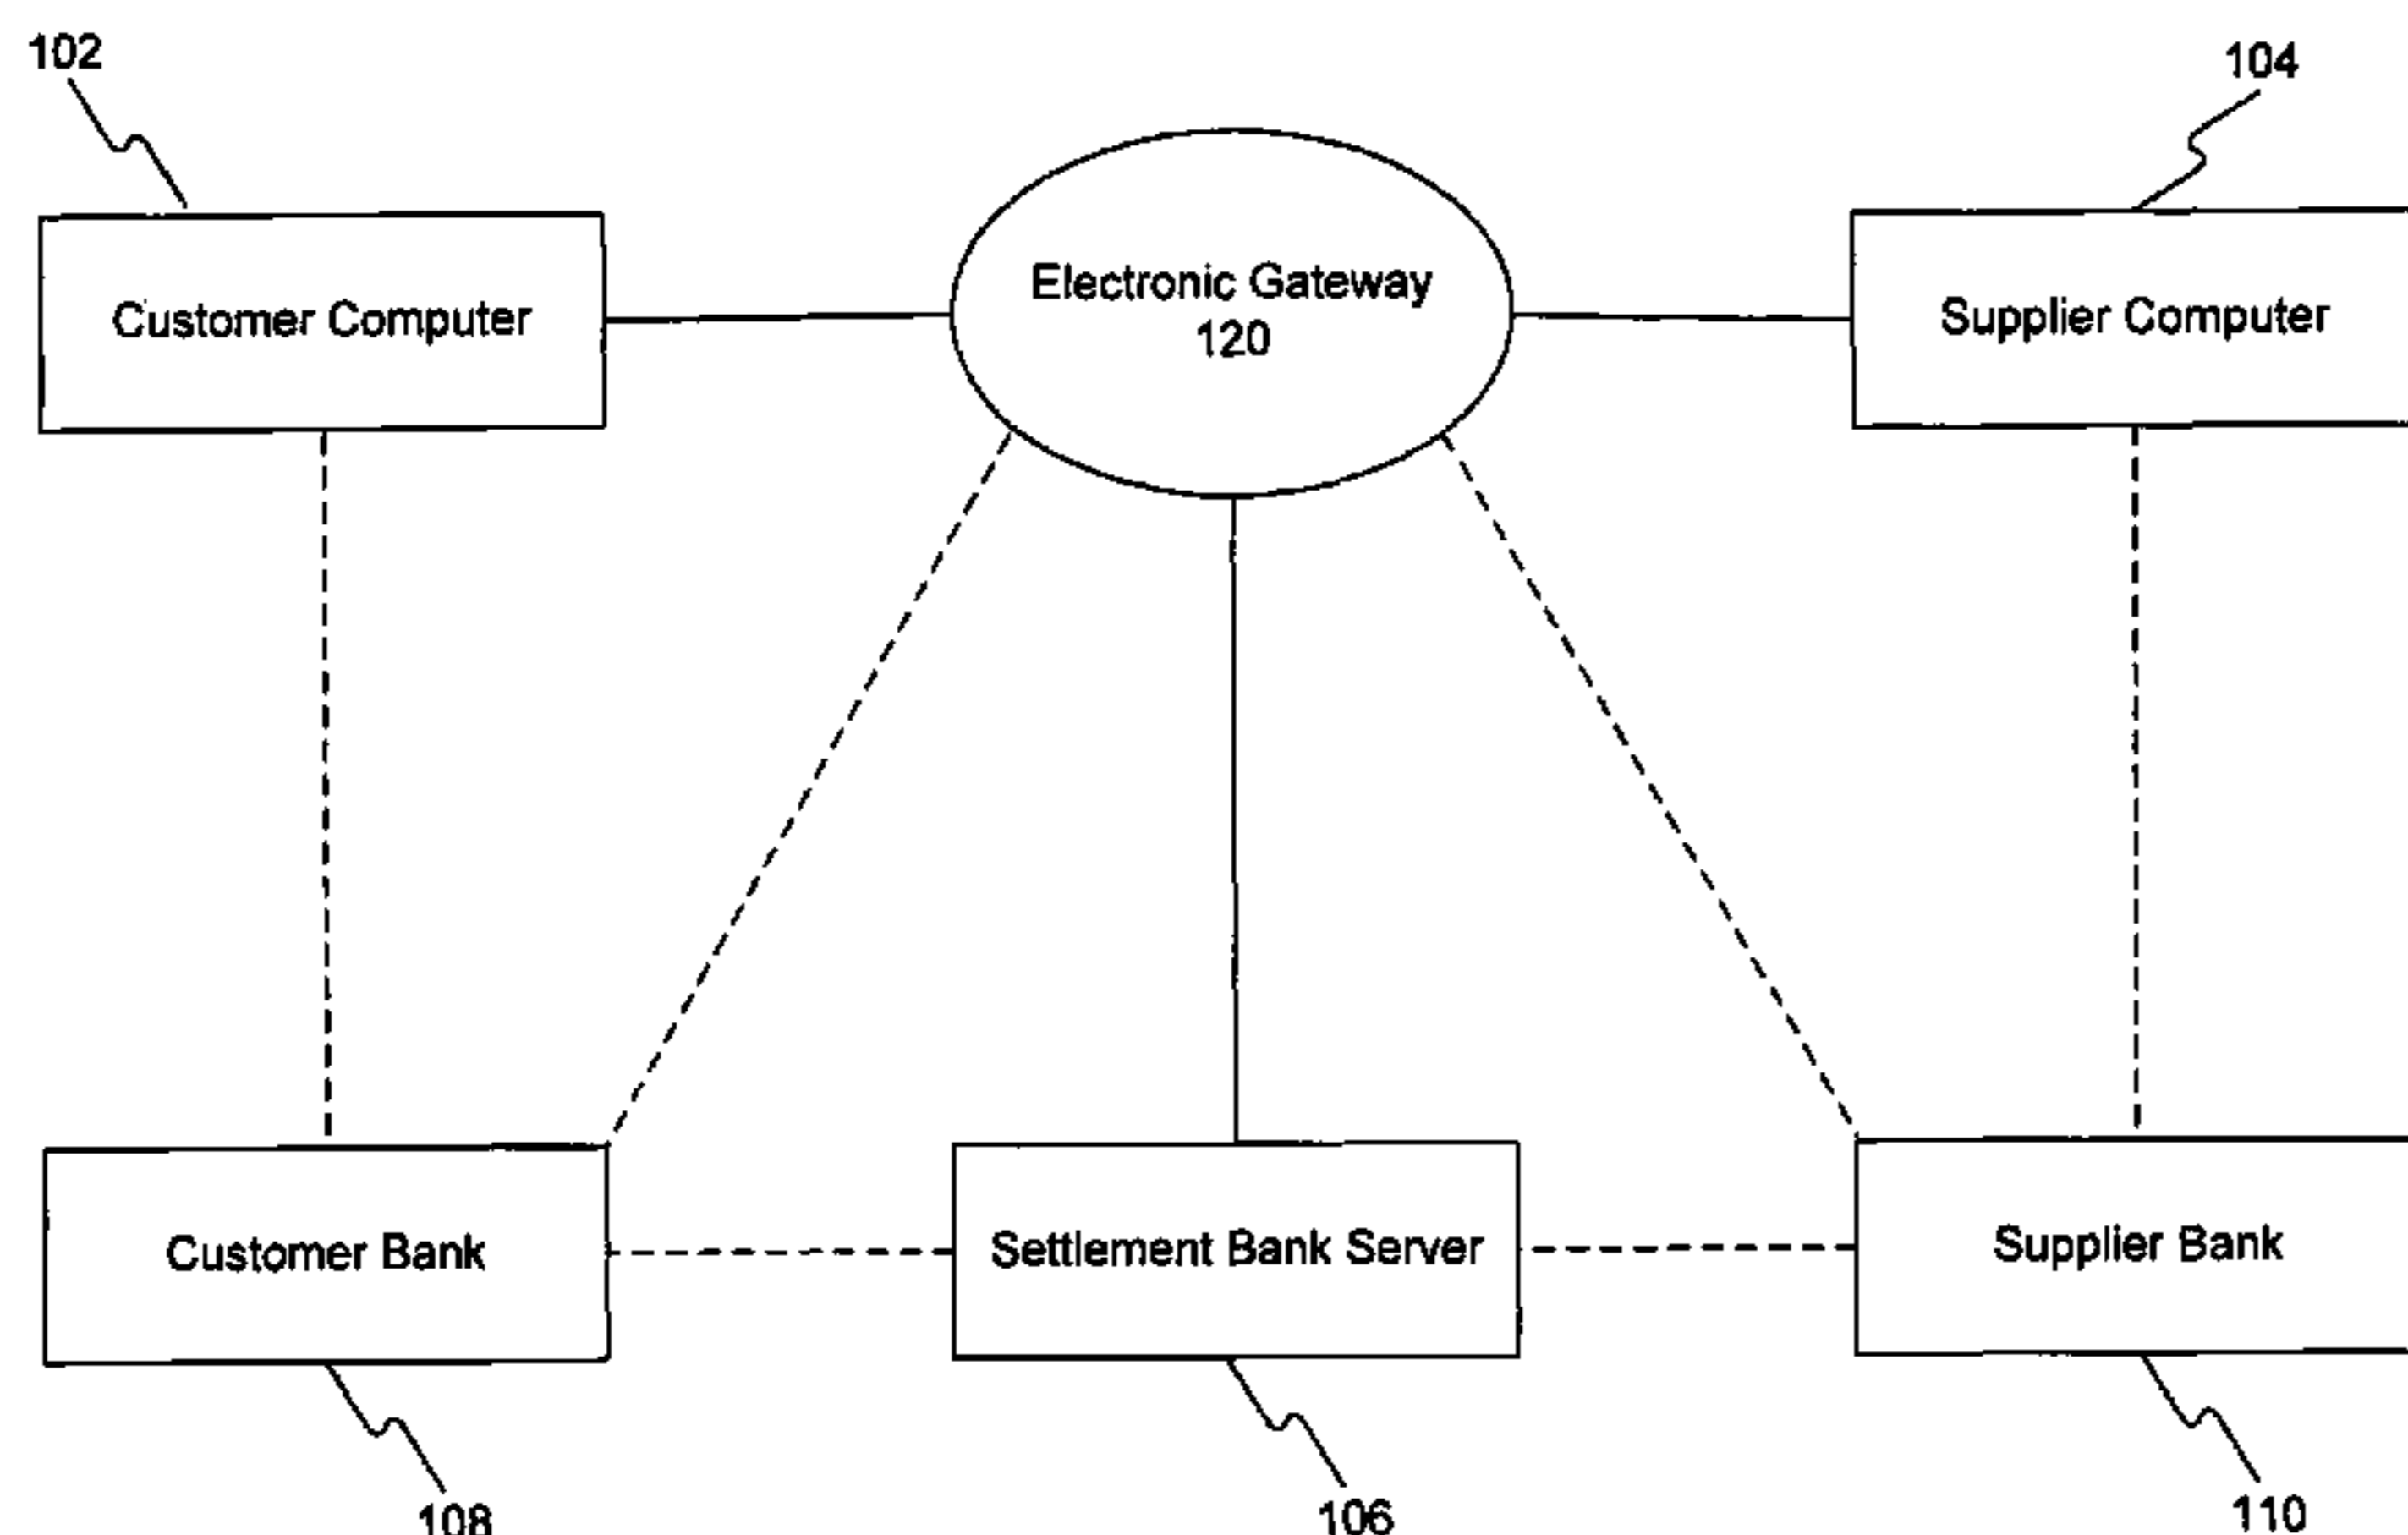 102
104
Electronic Gateway
120
Customer Computer
Supplier Computer
Customer Bank
Settlement Bank Server
Supplier Bank
108
106
110